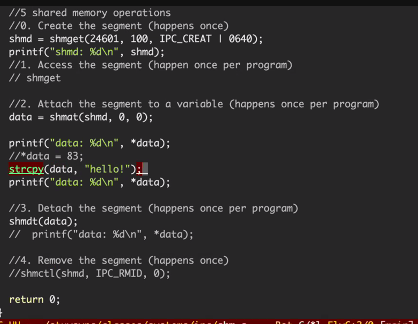 //5 shared memory operations
//0. Create the segment (happens once)
shmd = shmget(24601, 100, IPC_CREAT | 0640);
printf("shmd: %d\n", shmd);
//1. Access the segment (happen once per program)
// shmget
//2. Attach the segment to a variable (happens once per program)
data = shmat(shmd, 0, 0);
printf("data: %d\n", *data);
//*data = 83;
strcpy(data, "hello!");
printf("data: %d\n", *data);
//3. Detach the segment (happens once per program)
shmdt(data);
//  printf("data: %d\n", *data);
//4. Remove the segment (happens once)
//shmctl(shmd, IPC_RMID, 0);
return 0;
}